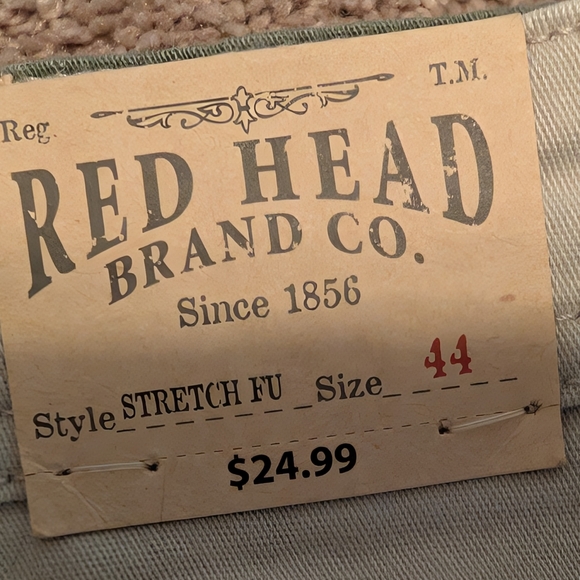 Reg. T.M.
RED HEAD
BRAND CO.
Since 1856
Style STRETCH FU Size 44
$24.99